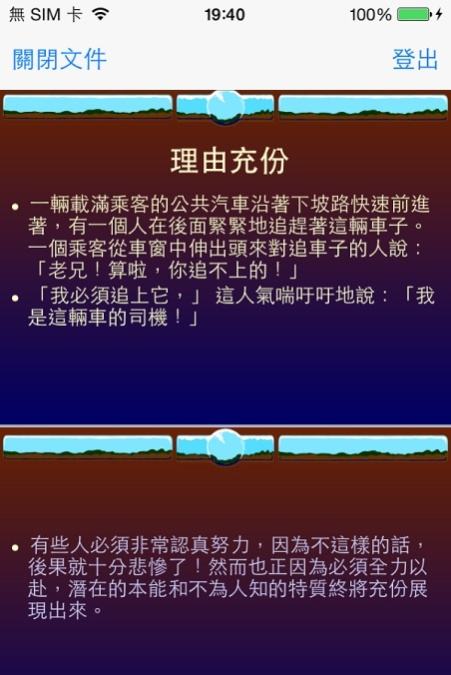 無 SIM 卡 19:40 100%
關閉文件 登出
理由充份
• 一輛載滿乘客的公共汽車沿著下坡路快速前進
著,有一個人在後面緊緊地追趕著這輛車子。
一個乘客從車窗中伸出頭來對追車子的人說:
「老兄!算啦,你追不上的!」
• 「我必須追上它,」 這人氣喘吁吁地說:「我
是這輛車的司機!」
• 有些人必須非常認真努力,因為不這樣的話,
後果就十分悲慘了!然而也正因為必須全力以
赴,潛在的本能和不為人知的特質終將充份展
現出來。